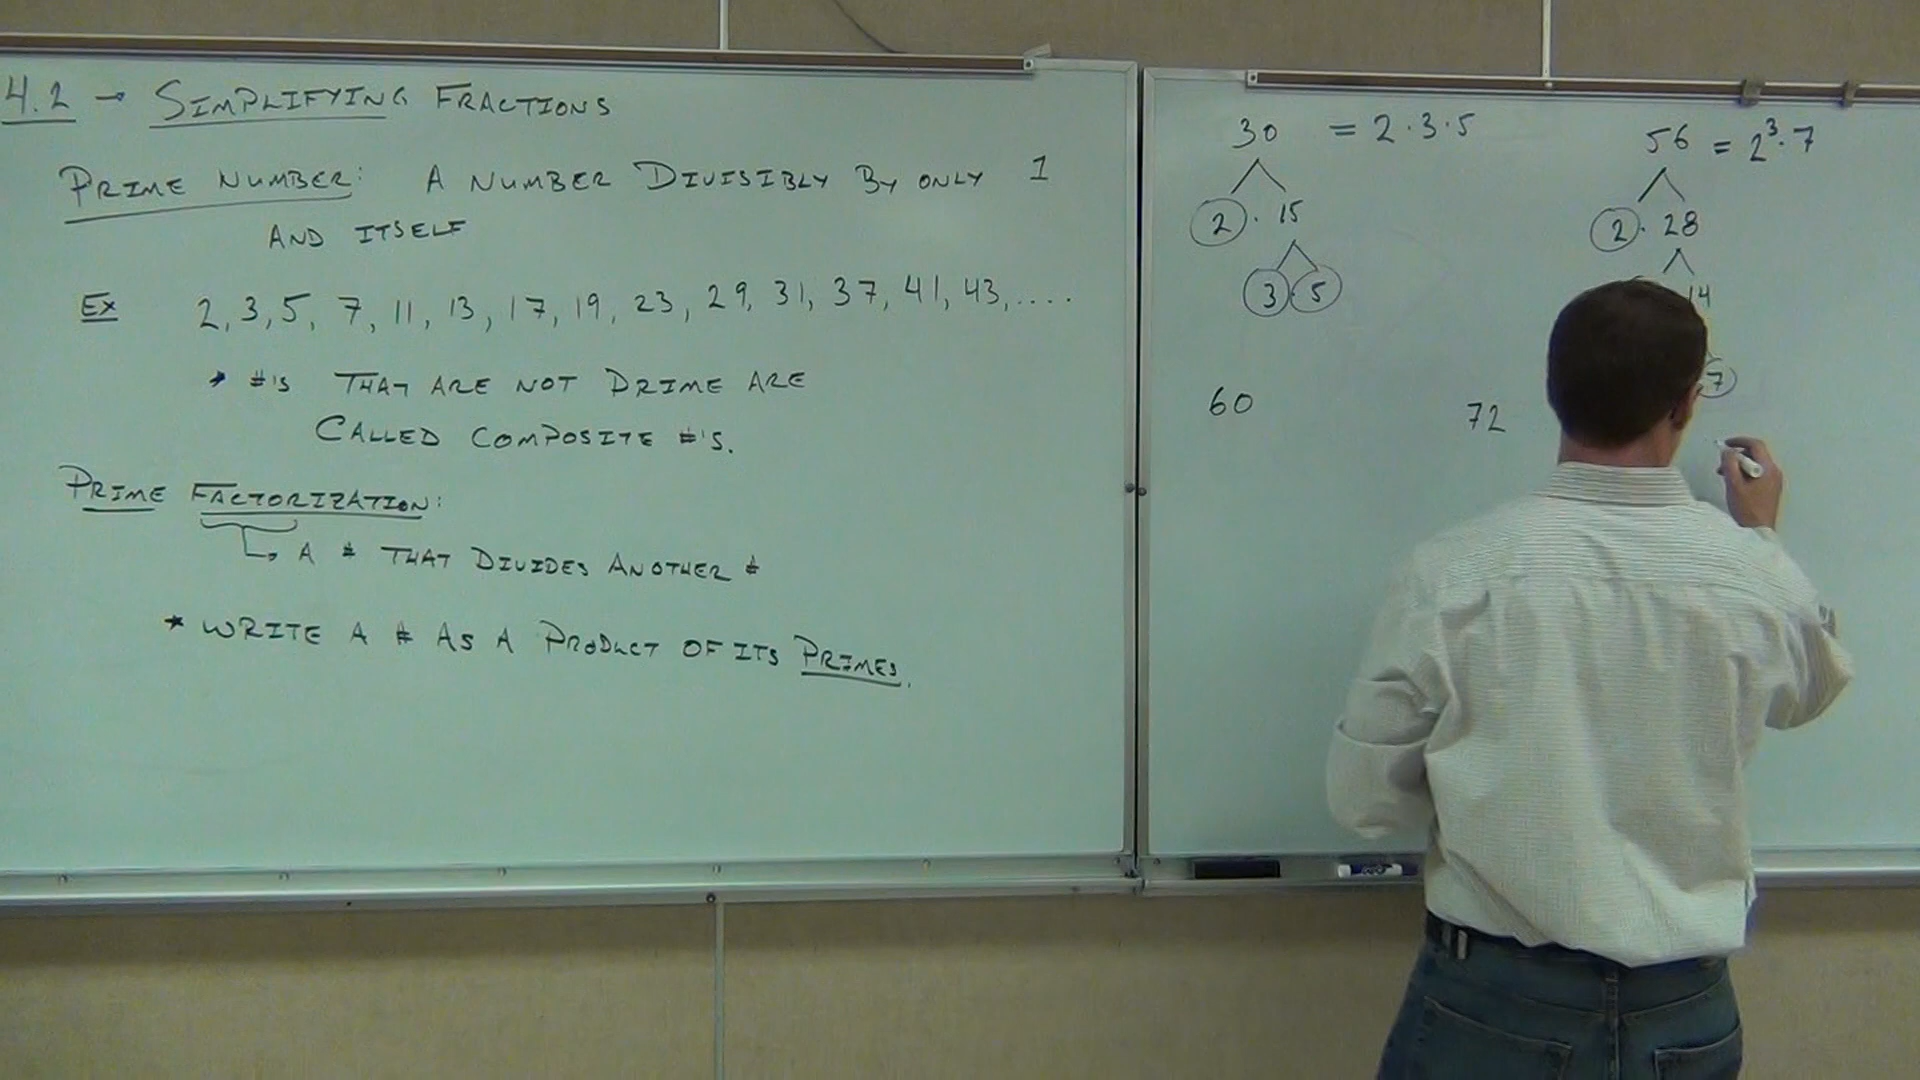 4.2 → SIMPLIFYING FRACTIONS
PRIME NUMBER: A NUMBER DIVISIBLY BY ONLY 1
AND ITSELF
EX 2, 3, 5, 7, 11, 13, 17, 19, 23, 29, 31, 37, 41, 43, ....
* #'S THAT ARE NOT PRIME ARE
CALLED COMPOSITE #'S.
PRIME FACTORIZATION:
↳ A # THAT DIVIDES ANOTHER #
* WRITE A # AS A PRODUCT OF ITS PRIMES.
30 = 2 · 3 · 5
2 · 15
3 · 5
56 = 2³ · 7
2 · 28
14
7
60
72